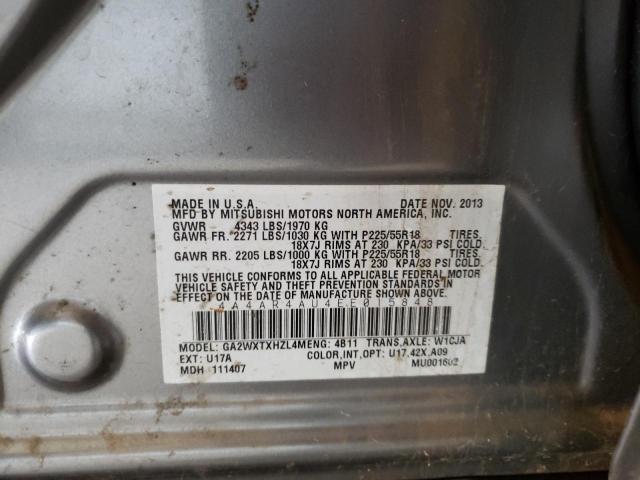 MADE IN U.S.A. DATE NOV. 2013
MFD BY MITSUBISHI MOTORS NORTH AMERICA, INC.
GVWR 4343 LBS/1970 KG
GAWR FR. 2271 LBS/1030 KG WITH P225/55R18 TIRES.
18X7J RIMS AT 230 KPA/33 PSI COLD.
GAWR RR. 2205 LBS/1000 KG WITH P225/55R18 TIRES.
18X7J RIMS AT 230 KPA/33 PSI COLD.
THIS VEHICLE CONFORMS TO ALL APPLICABLE FEDERAL MOTOR
VEHICLE SAFETY AND THEFT PREVENTION STANDARDS IN
EFFECT ON THE DATE OF MANUFACTURE SHOWN ABOVE.
4A4AR4AU4EE015848
MODEL: GA2WXTXHZL4M ENG: 4B11 TRANS,AXLE: W1CJA
EXT: U17A COLOR,INT,OPT: U17,42X,A09
MDH 111407 MPV MU001602